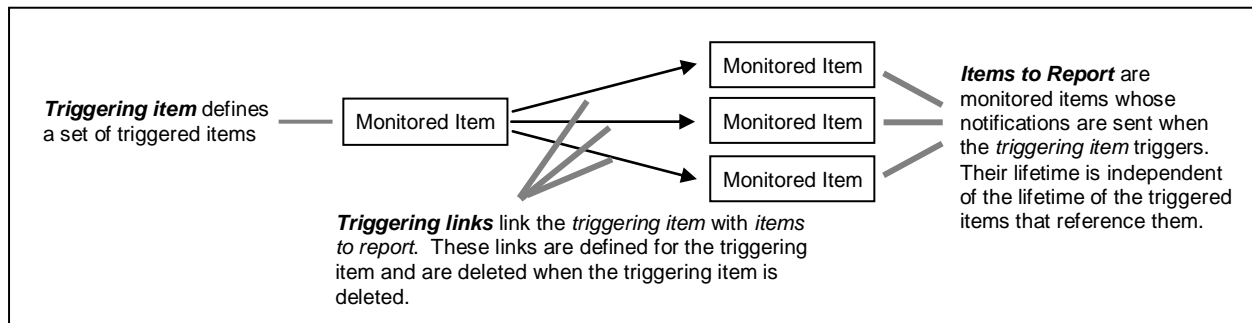 Triggering item defines
a set of triggered items
Monitored Item
Monitored Item
Monitored Item
Monitored Item
Items to Report are
monitored items whose
notifications are sent when
the triggering item triggers.
Their lifetime is independent
of the lifetime of the triggered
items that reference them.
Triggering links link the triggering item with items
to report.  These links are defined for the triggering
item and are deleted when the triggering item is
deleted.